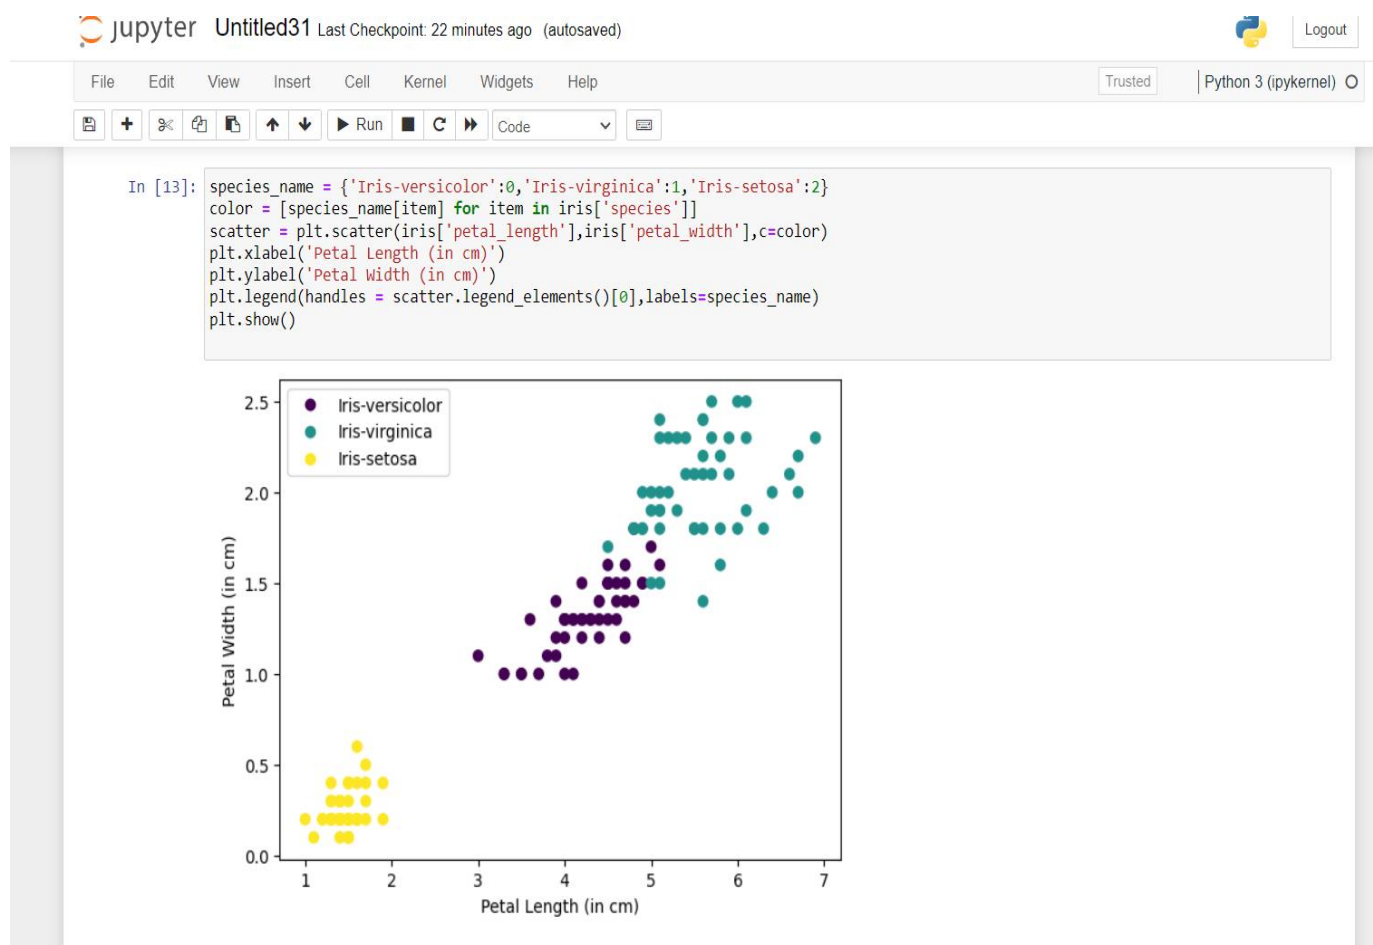 jupyter Untitled31 Last Checkpoint: 22 minutes ago (autosaved)
Logout
File Edit View Insert Cell Kernel Widgets Help
Trusted
Python 3 (ipykernel)
Run
Code
In [13]:
species_name = {'Iris-versicolor':0,'Iris-virginica':1,'Iris-setosa':2}
color = [species_name[item] for item in iris['species']]
scatter = plt.scatter(iris['petal_length'],iris['petal_width'],c=color)
plt.xlabel('Petal Length (in cm)')
plt.ylabel('Petal Width (in cm)')
plt.legend(handles = scatter.legend_elements()[0],labels=species_name)
plt.show()
Iris-versicolor
Iris-virginica
Iris-setosa
2.5
2.0
1.5
1.0
0.5
0.0
Petal Width (in cm)
1 2 3 4 5 6 7
Petal Length (in cm)